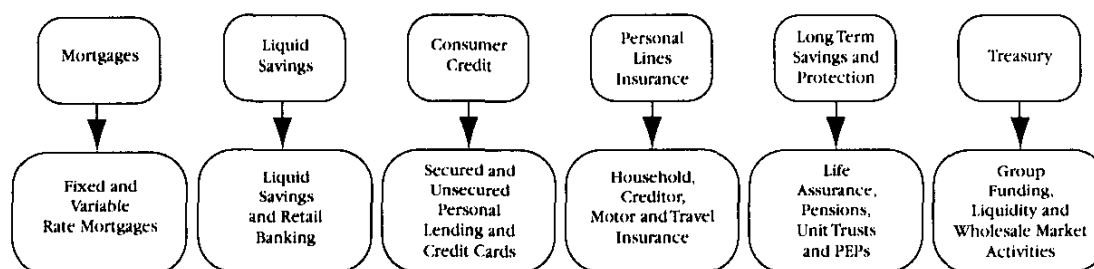 Mortgages
Liquid
Savings
Consumer
Credit
Personal
Lines
Insurance
Long Term
Savings and
Protection
Treasury
Fixed and
Variable
Rate Mortgages
Liquid
Savings
and Retail
Banking
Secured and
Unsecured
Personal
Lending and
Credit Cards
Household,
Creditor,
Motor and Travel
Insurance
Life
Assurance,
Pensions,
Unit Trusts
and PEPs
Group
Funding,
Liquidity and
Wholesale Market
Activities